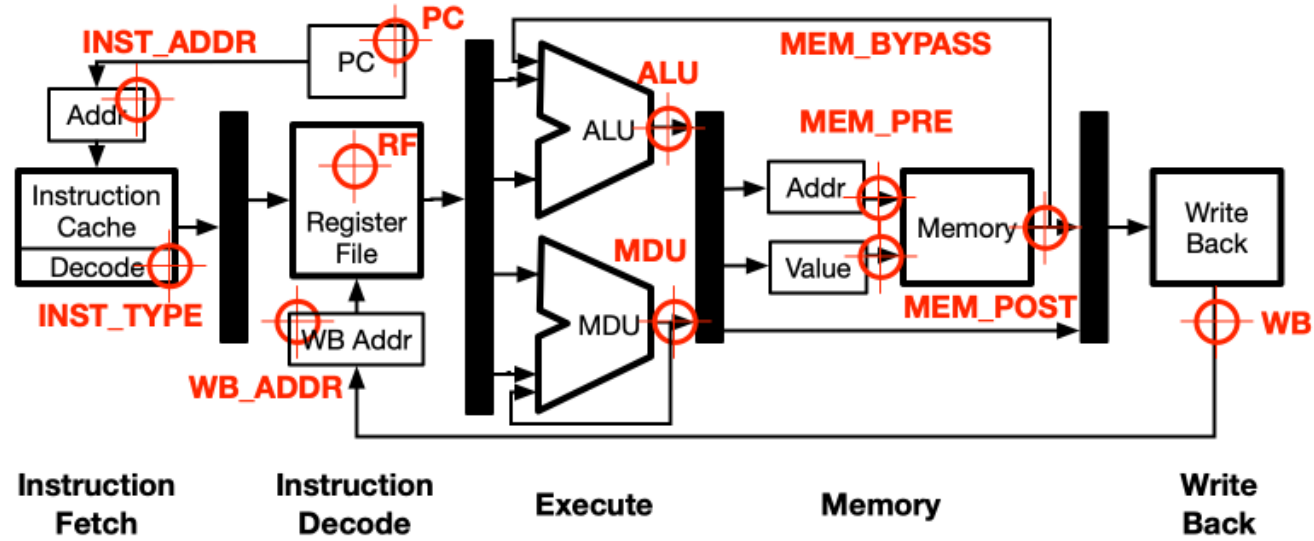 PC
INST_ADDR
PC
MEM_BYPASS
ALU
Addr
RF
ALU
MEM_PRE
Instruction
Cache
Decode
INST_TYPE
Register
File
WB Addr
WB_ADDR
MDU
MDU
Addr
Value
Memory
MEM_POST
Write
Back
WB
Instruction
Fetch
Instruction
Decode
Execute
Memory
Write
Back